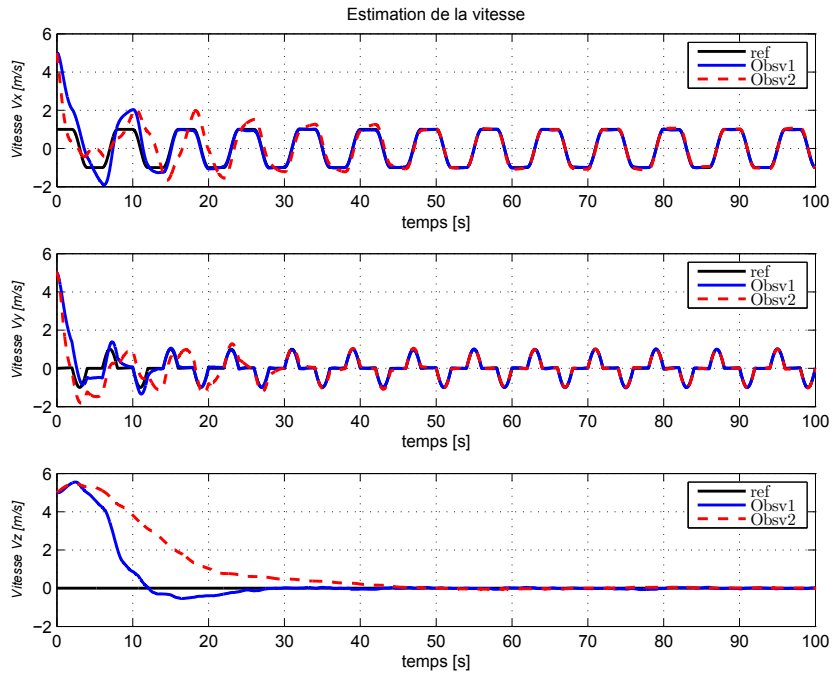 Estimation de la vitesse
6
4
2
0
−2
Vitesse Vx [m/s]
ref
Obsv1
Obsv2
0 10 20 30 40 50 60 70 80 90 100
temps [s]
6
4
2
0
−2
Vitesse Vy [m/s]
ref
Obsv1
Obsv2
0 10 20 30 40 50 60 70 80 90 100
temps [s]
6
4
2
0
−2
Vitesse Vz [m/s]
ref
Obsv1
Obsv2
0 10 20 30 40 50 60 70 80 90 100
temps [s]